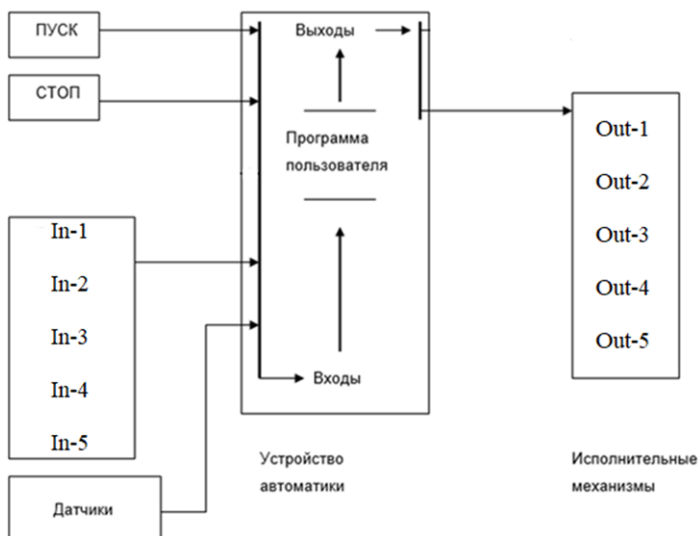 ПУСК
СТОП
In-1
In-2
In-3
In-4
In-5
Датчики
Выходы
Программа
пользователя
Входы
Устройство
автоматики
Out-1
Out-2
Out-3
Out-4
Out-5
Исполнительные
механизмы